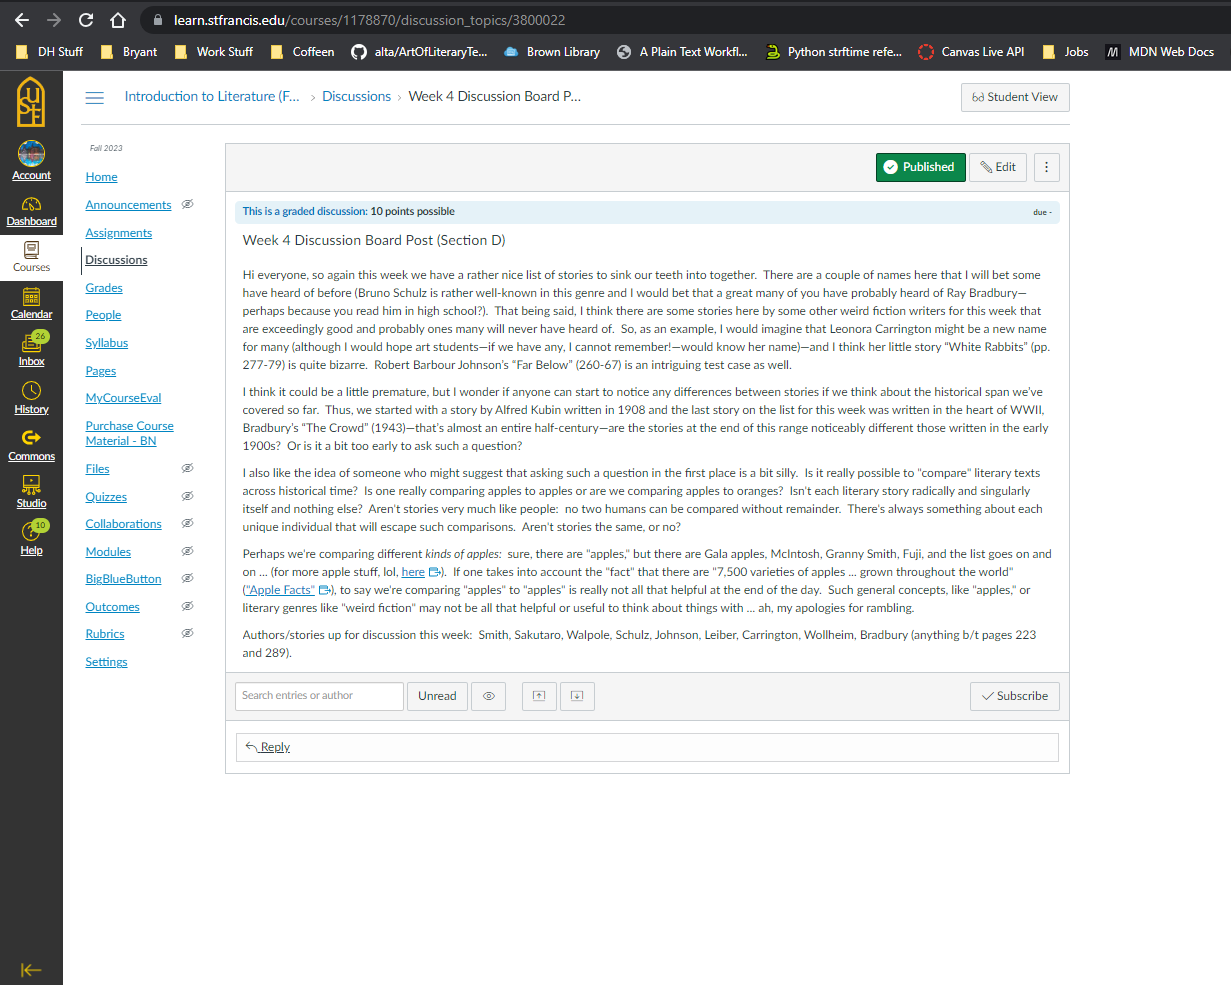 learn.stfrancis.edu/courses/1178870/discussion_topics/3800022
DH Stuff
Bryant
Work Stuff
Coffeen
alta/ArtOfLiteraryTe...
Brown Library
A Plain Text Workfl...
Python strftime refe...
Canvas Live API
Jobs
MDN Web Docs
USF
Account
Dashboard
Courses
Calendar
26
Inbox
History
Commons
Studio
10
Help
Introduction to Literature (F... › Discussions › Week 4 Discussion Board P...
Student View
Fall 2023
Home
Announcements
Assignments
Discussions
Grades
People
Syllabus
Pages
MyCourseEval
Purchase Course
Material - BN
Files
Quizzes
Collaborations
Modules
BigBlueButton
Outcomes
Rubrics
Settings
Published
Edit
This is a graded discussion: 10 points possible
due -
Week 4 Discussion Board Post (Section D)
Hi everyone, so again this week we have a rather nice list of stories to sink our teeth into together. There are a couple of names here that I will bet some
have heard of before (Bruno Schulz is rather well-known in this genre and I would bet that a great many of you have probably heard of Ray Bradbury—
perhaps because you read him in high school?). That being said, I think there are some stories here by some other weird fiction writers for this week that
are exceedingly good and probably ones many will never have heard of. So, as an example, I would imagine that Leonora Carrington might be a new name
for many (although I would hope art students—if we have any, I cannot remember!—would know her name)—and I think her little story “White Rabbits” (pp.
277-79) is quite bizarre. Robert Barbour Johnson's “Far Below” (260-67) is an intriguing test case as well.
I think it could be a little premature, but I wonder if anyone can start to notice any differences between stories if we think about the historical span we've
covered so far. Thus, we started with a story by Alfred Kubin written in 1908 and the last story on the list for this week was written in the heart of WWII,
Bradbury's “The Crowd” (1943)—that's almost an entire half-century—are the stories at the end of this range noticeably different those written in the early
1900s? Or is it a bit too early to ask such a question?
I also like the idea of someone who might suggest that asking such a question in the first place is a bit silly. Is it really possible to "compare" literary texts
across historical time? Is one really comparing apples to apples or are we comparing apples to oranges? Isn't each literary story radically and singularly
itself and nothing else? Aren't stories very much like people: no two humans can be compared without remainder. There's always something about each
unique individual that will escape such comparisons. Aren't stories the same, or no?
Perhaps we're comparing different kinds of apples: sure, there are "apples," but there are Gala apples, McIntosh, Granny Smith, Fuji, and the list goes on and
on ... (for more apple stuff, lol, here). If one takes into account the "fact" that there are "7,500 varieties of apples ... grown throughout the world"
("Apple Facts"), to say we're comparing "apples" to "apples" is really not all that helpful at the end of the day. Such general concepts, like "apples," or
literary genres like "weird fiction" may not be all that helpful or useful to think about things with ... ah, my apologies for rambling.
Authors/stories up for discussion this week: Smith, Sakutaro, Walpole, Schulz, Johnson, Leiber, Carrington, Wollheim, Bradbury (anything b/t pages 223
and 289).
Search entries or author
Unread
Subscribe
Reply